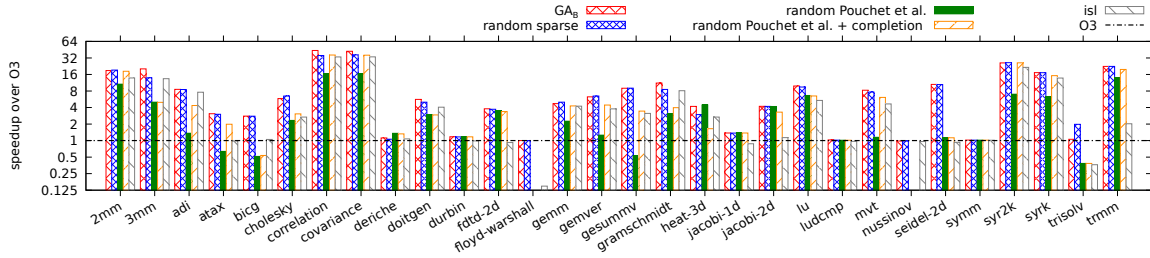 GA_B random Pouchet et al. isl
random sparse random Pouchet et al. + completion O3
speedup over O3
64
32
16
8
4
2
1
0.5
0.25
0.125
2mm
3mm
adi
atax
bicg
cholesky
correlation
covariance
deriche
doitgen
durbin
fdtd-2d
floyd-warshall
gemm
gemver
gesummv
gramschmidt
heat-3d
jacobi-1d
jacobi-2d
lu
ludcmp
mvt
nussinov
seidel-2d
symm
syr2k
syrk
trisolv
trmm